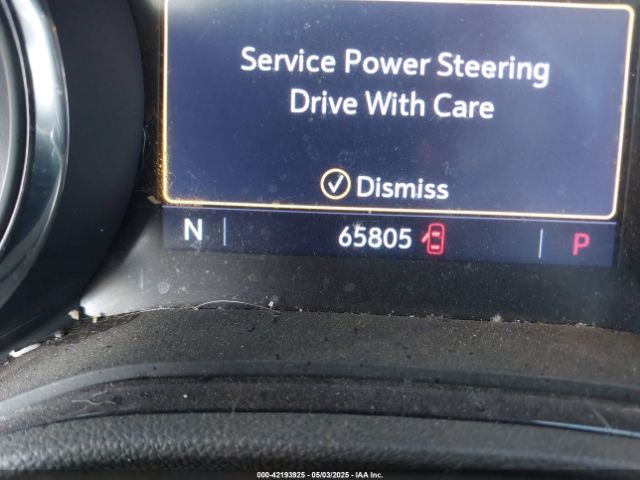 Service Power Steering
Drive With Care
Dismiss
N 65805 P
000-42193925 - 05/03/2025 - IAA Inc.